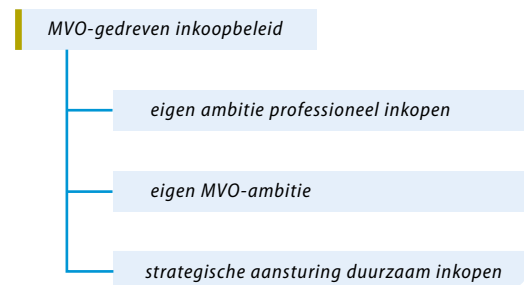 MVO-gedreven inkoopbeleid
eigen ambitie professioneel inkopen
eigen MVO-ambitie
strategische aansturing duurzaam inkopen